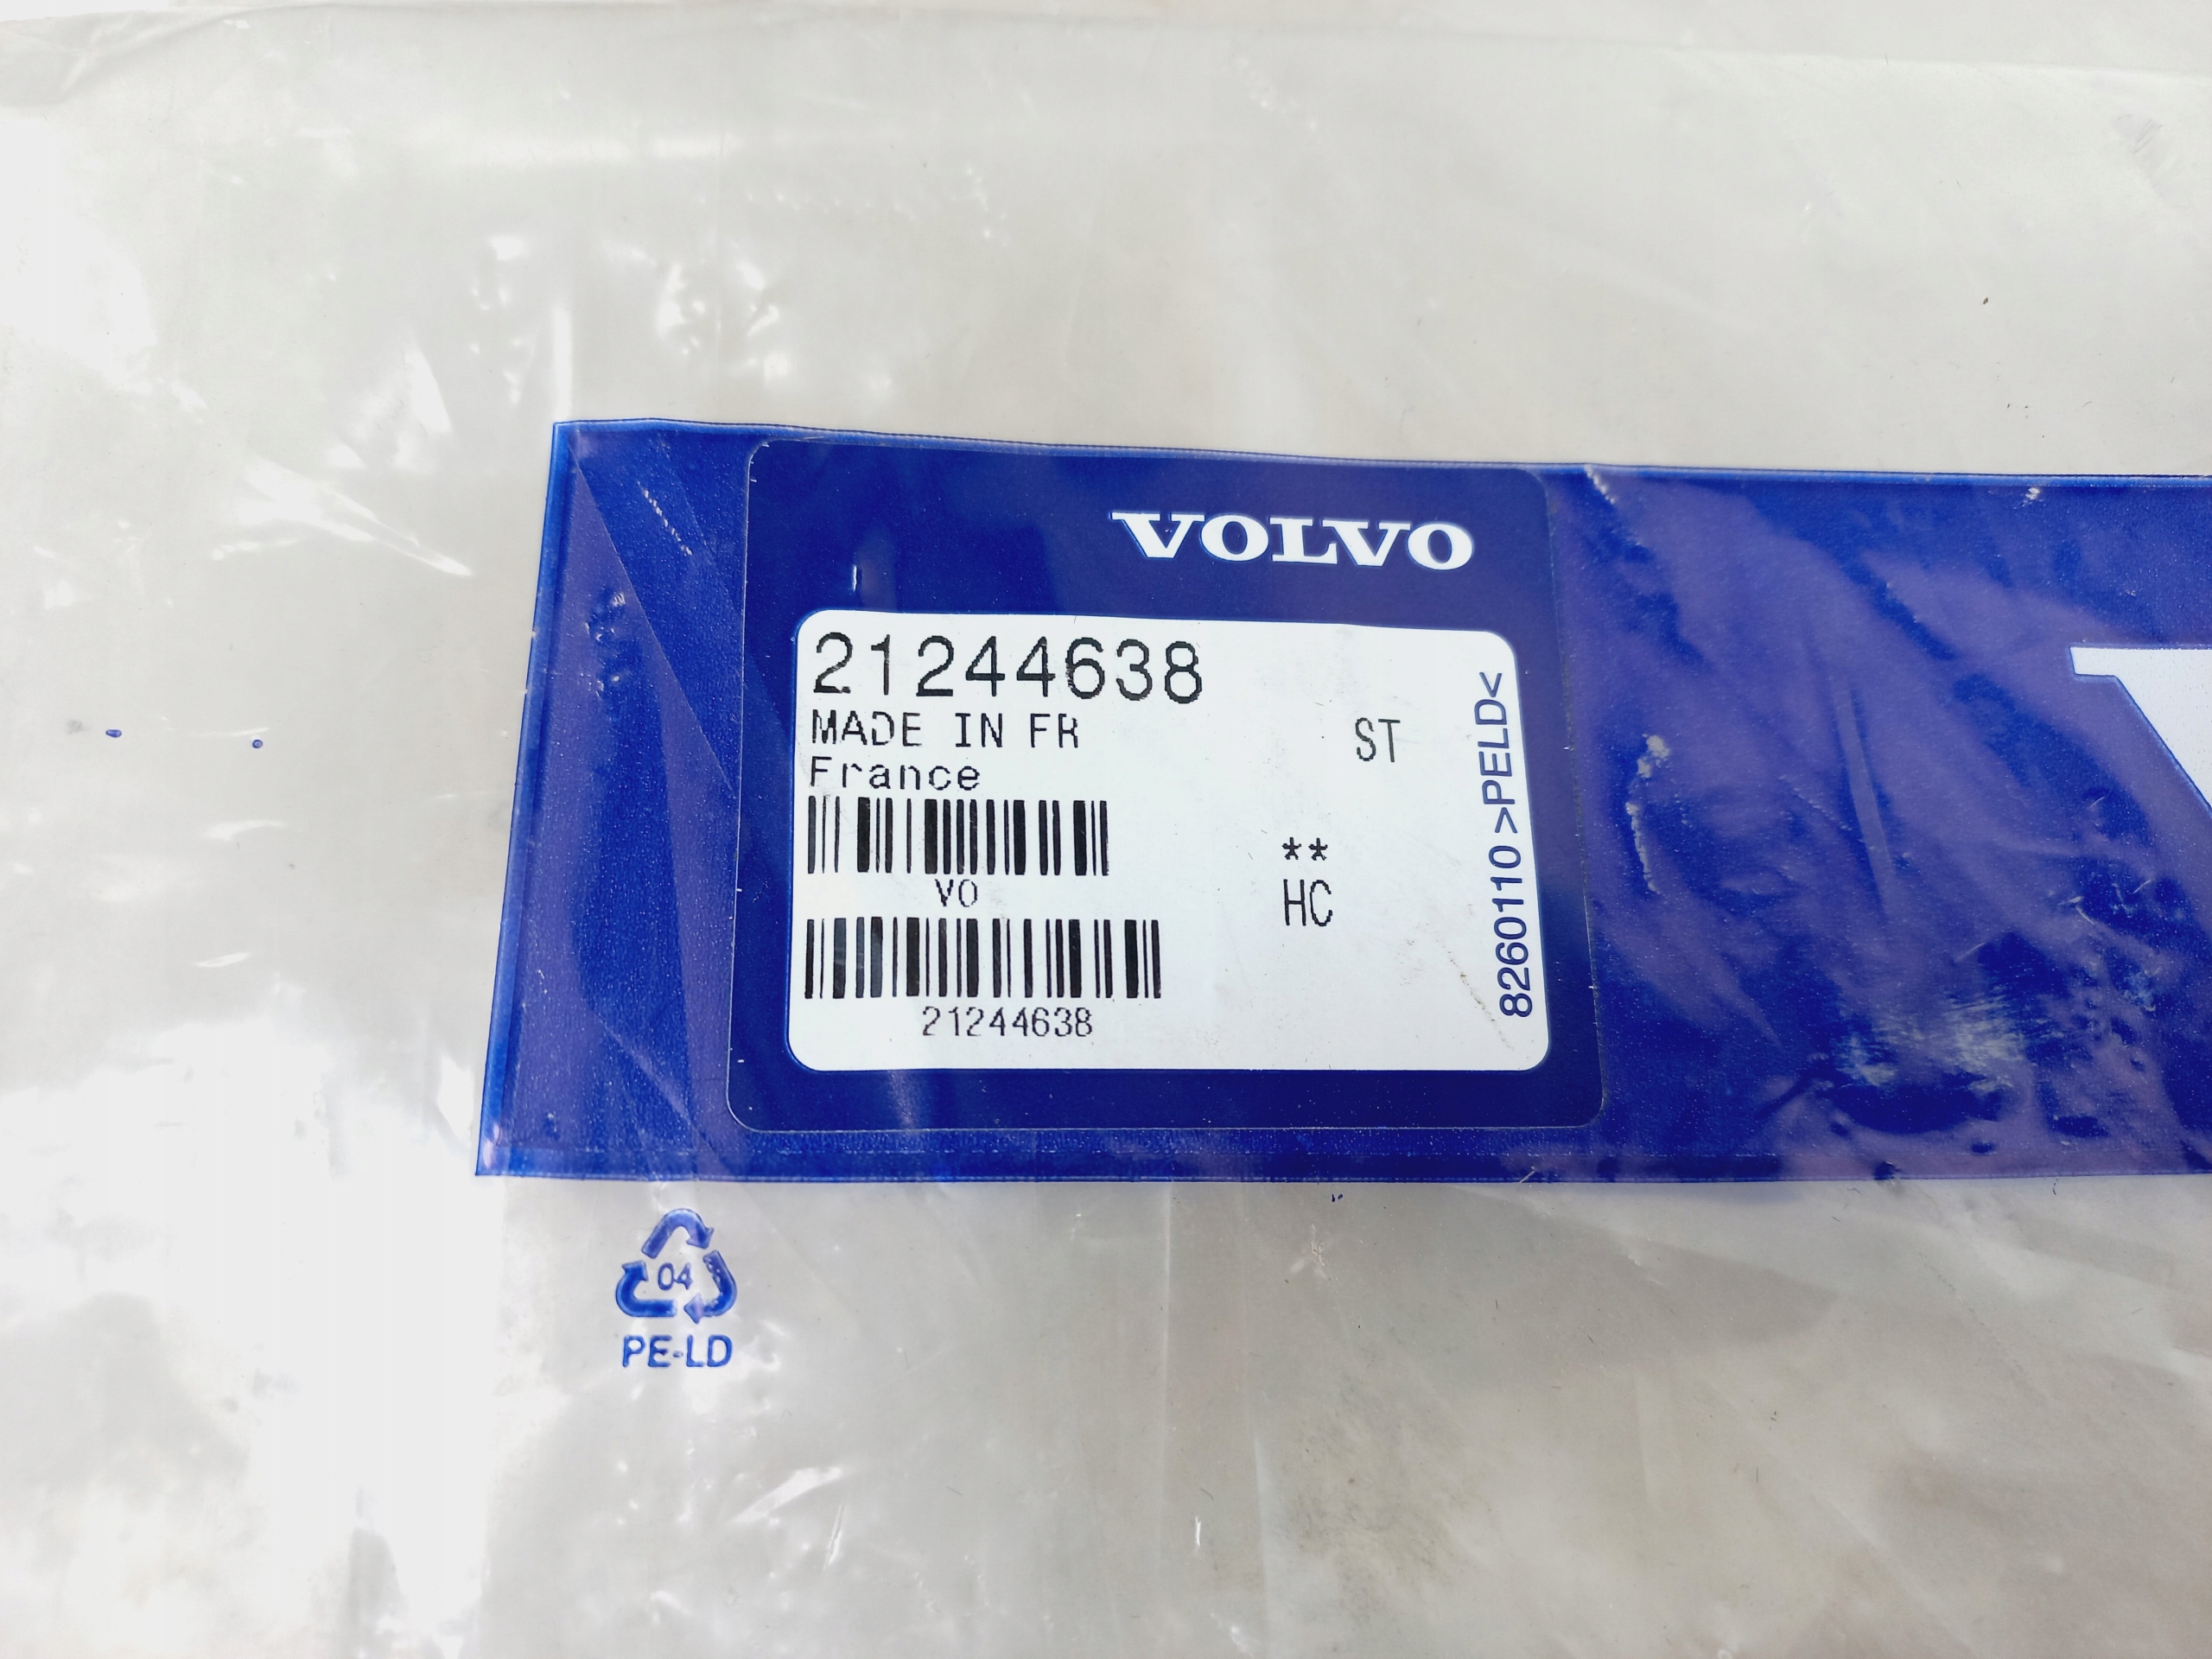 VOLVO
21244638
MADE IN FR
ST
France
**
VO
HC
21244638
8260110 >PELD<
04
PE-LD